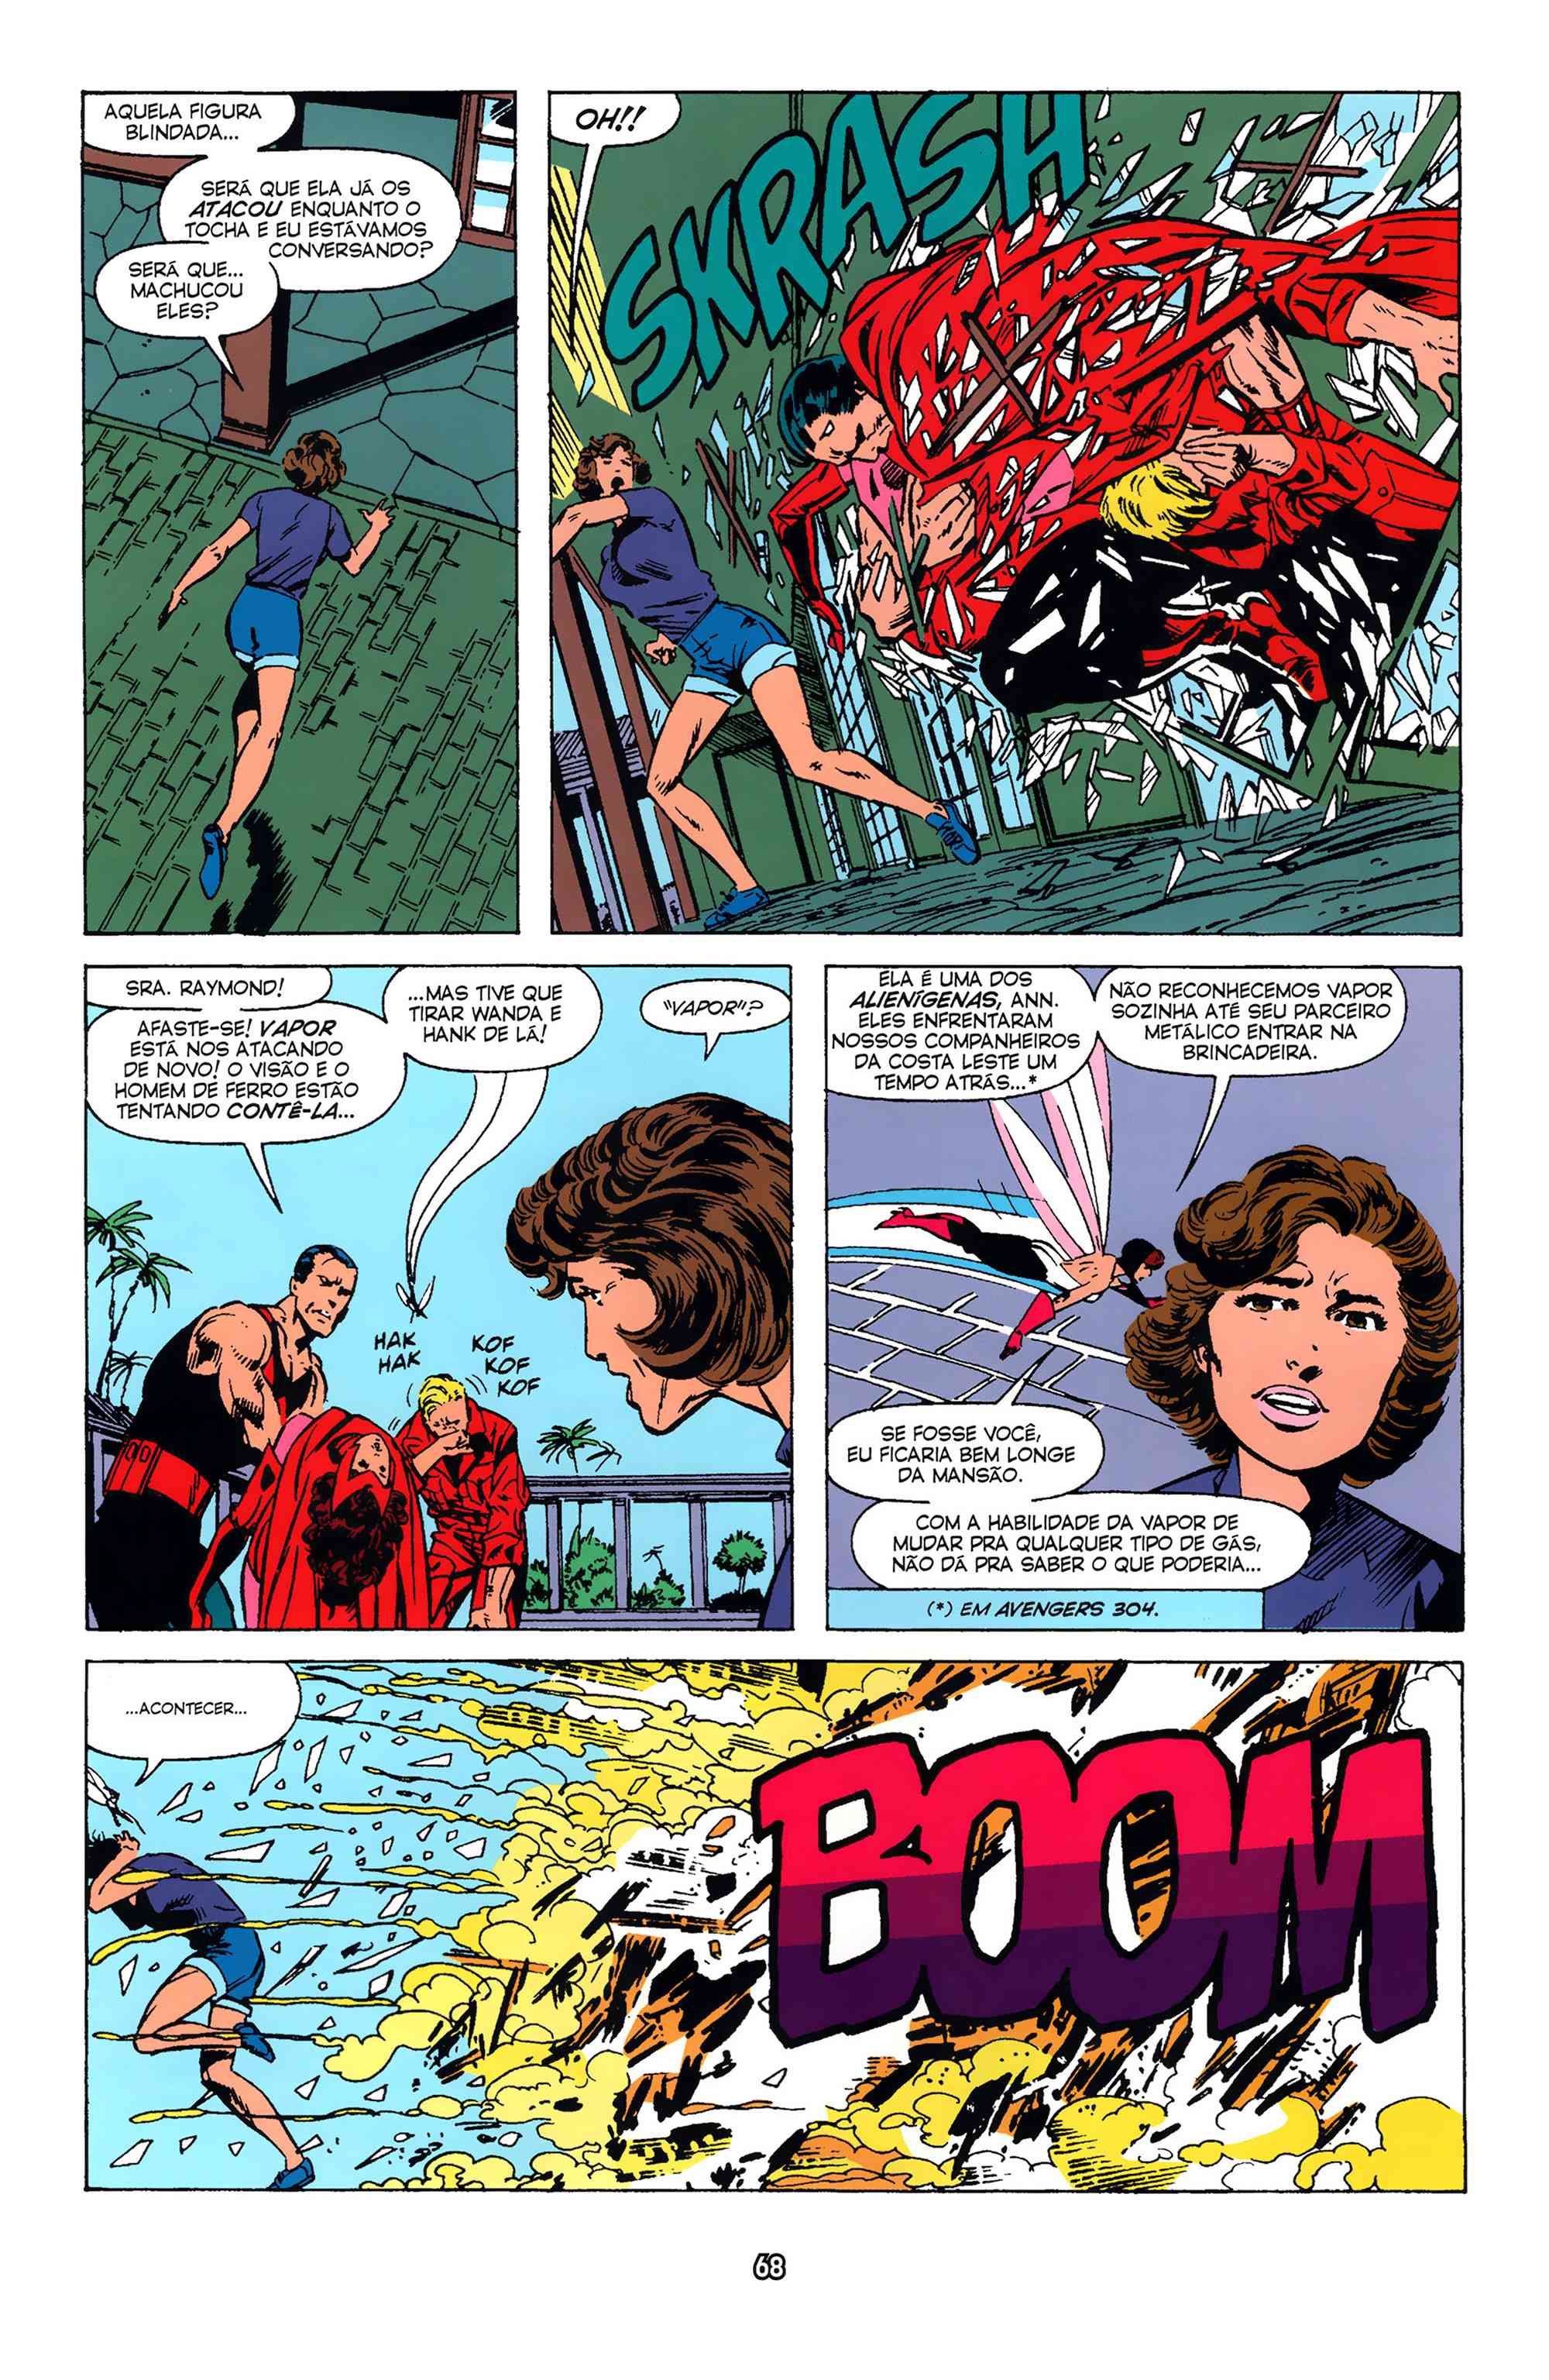 AQUELA FIGURA
BLINDADA...
SERÁ QUE ELA JÁ OS
ATACOU ENQUANTO O
TOCHA E EU ESTÁVAMOS
CONVERSANDO?
SERÁ QUE...
MACHUCOU
ELES?
OH!!
SKRASH
SRA. RAYMOND!
AFASTE-SE! VAPOR
ESTÁ NOS ATACANDO
DE NOVO! O VISÃO E O
HOMEM DE FERRO ESTÃO
TENTANDO CONTÊ-LA...
...MAS TIVE QUE
TIRAR WANDA E
HANK DE LÁ!
"VAPOR"?
HAK
HAK
KOF
KOF
KOF
ELA É UMA DOS
ALIENÍGENAS, ANN.
ELES ENFRENTARAM
NOSSOS COMPANHEIROS
DA COSTA LESTE UM
TEMPO ATRÁS...*
NÃO RECONHECEMOS VAPOR
SOZINHA ATÉ SEU PARCEIRO
METÁLICO ENTRAR NA
BRINCADEIRA.
SE FOSSE VOCÊ,
EU FICARIA BEM LONGE
DA MANSÃO.
COM A HABILIDADE DA VAPOR DE
MUDAR PRA QUALQUER TIPO DE GÁS,
NÃO DÁ PRA SABER O QUE PODERIA...
(*) EM AVENGERS 304.
...ACONTECER...
BOOM
68